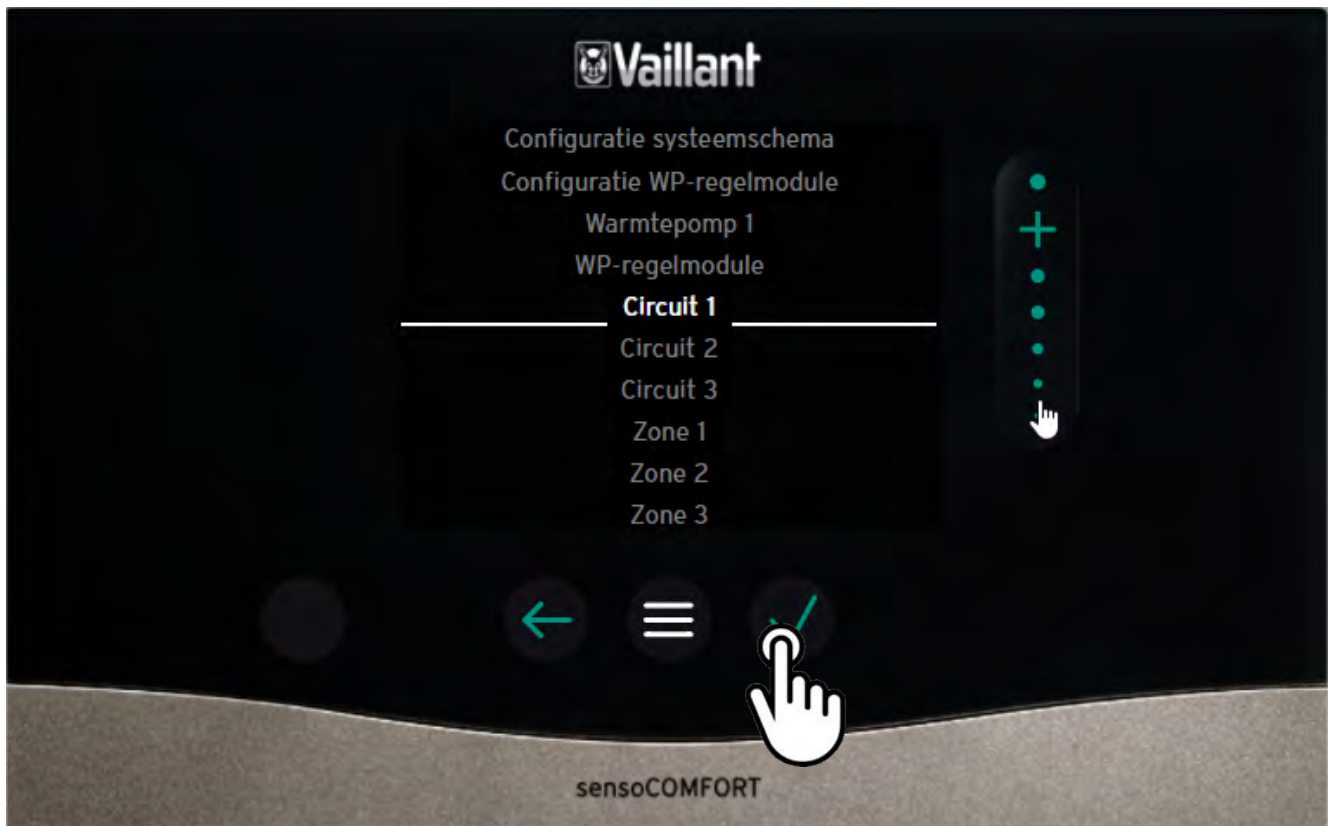 Vaillant
Configuratie systeemschema
Configuratie WP-regelmodule
Warmtepomp 1
WP-regelmodule
Circuit 1
Circuit 2
Circuit 3
Zone 1
Zone 2
Zone 3
sensoCOMFORT